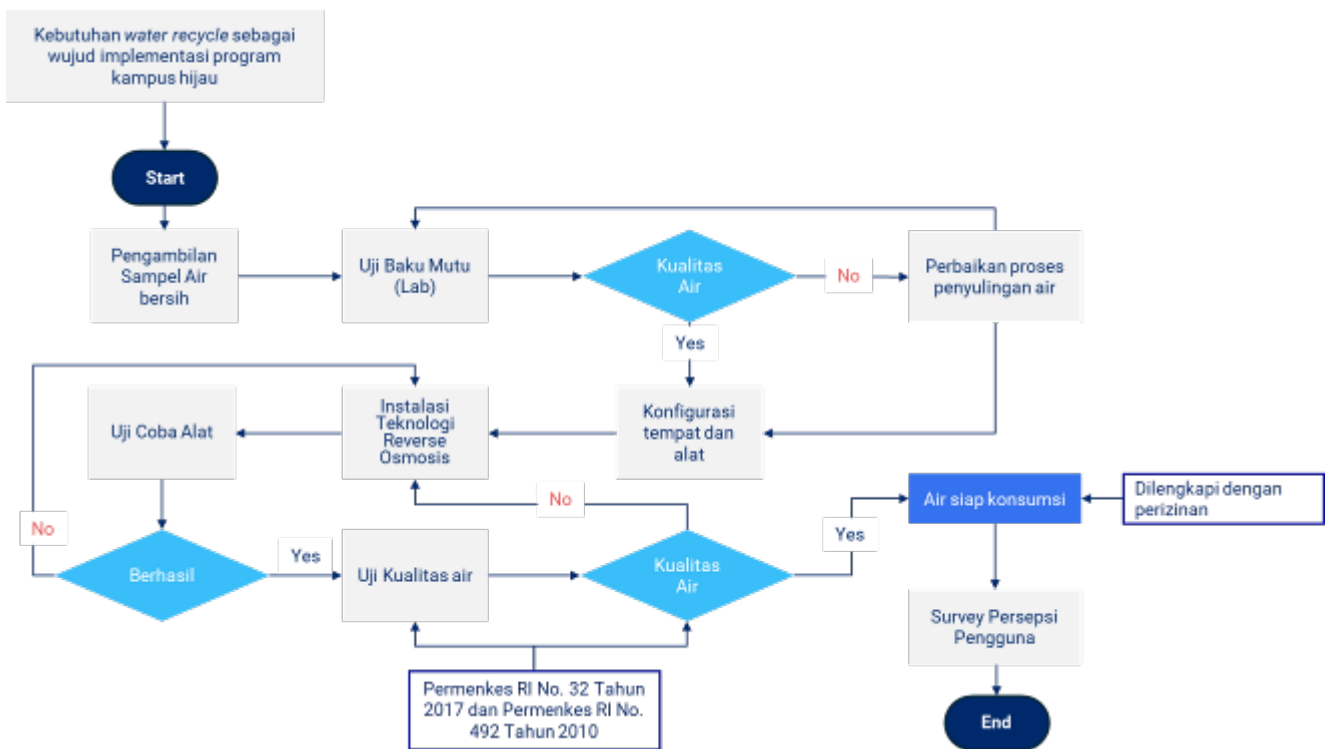 Kebutuhan water recycle sebagai
wujud implementasi program
kampus hijau
Start
Pengambilan
Sampel Air
bersih
Uji Baku Mutu
(Lab)
Kualitas
Air
No
Perbaikan proses
penyulingan air
Yes
Konfigurasi
tempat dan
alat
Instalasi
Teknologi
Reverse
Osmosis
Uji Coba Alat
No
Berhasil
Yes
Uji Kualitas air
No
Kualitas
Air
Yes
Air siap konsumsi
Dilengkapi dengan
perizinan
Survey Persepsi
Pengguna
Permenkes RI No. 32 Tahun
2017 dan Permenkes RI No.
492 Tahun 2010
End